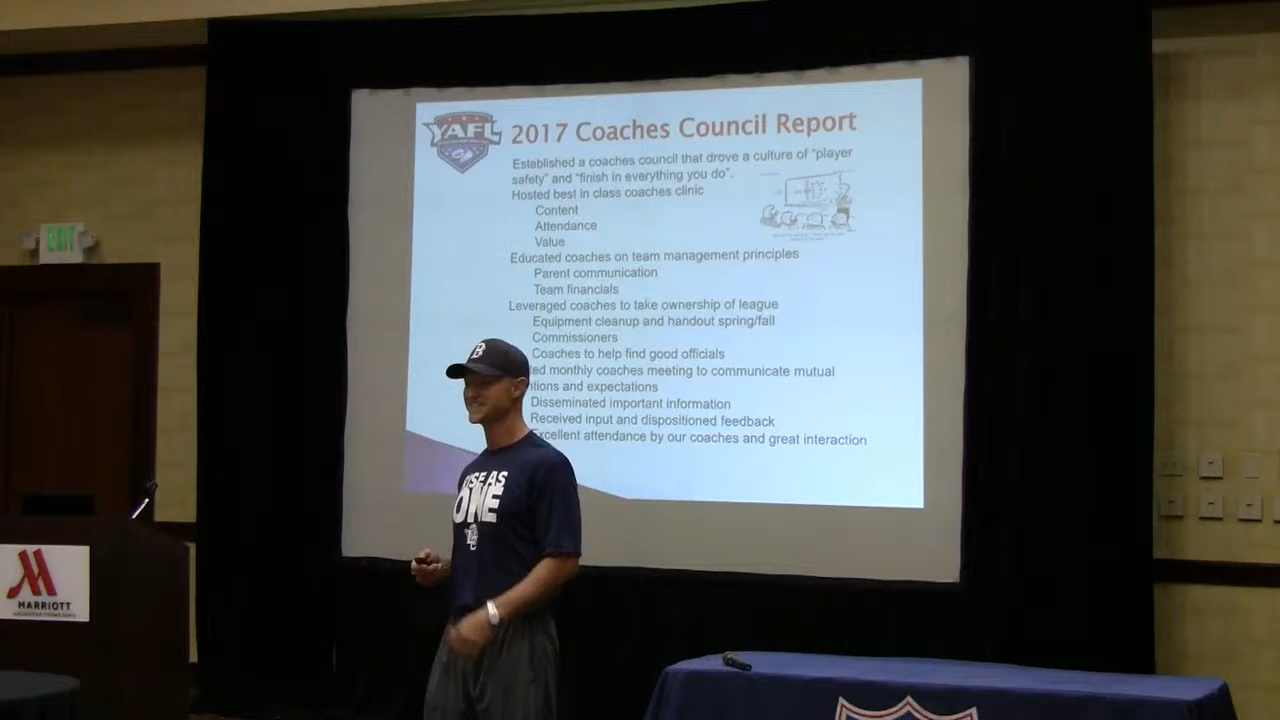 YAFL
2017 Coaches Council Report
Established a coaches council that drove a culture of "player
safety" and "finish in everything you do".
Hosted best in class coaches clinic
Content
Attendance
Value
Educated coaches on team management principles
Parent communication
Team financials
Leveraged coaches to take ownership of league
Equipment cleanup and handout spring/fall
Commissioners
Coaches to help find good officials
ed monthly coaches meeting to communicate mutual
tions and expectations
Disseminated important information
Received input and dispositioned feedback
Excellent attendance by our coaches and great interaction
EXIT
B
SE AS
ONE
MARRIOTT